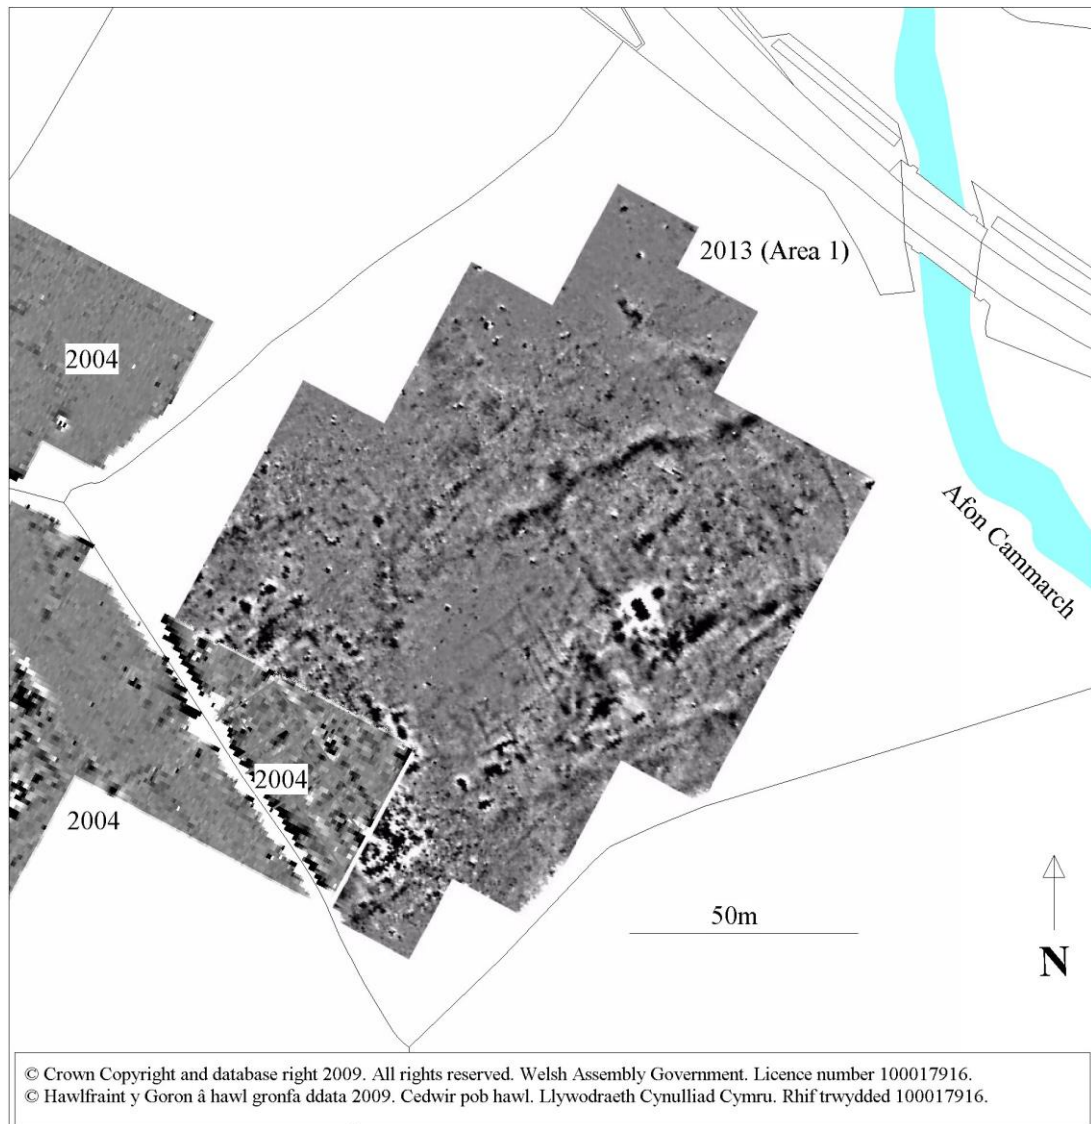 2013 (Area 1)
2004
Afon Cammarch
2004
2004
50m
N
© Crown Copyright and database right 2009. All rights reserved. Welsh Assembly Government. Licence number 100017916.
© Hawlfraint y Goron â hawl gronfa ddata 2009. Cedwir pob hawl. Llywodraeth Cynulliad Cymru. Rhif trwydded 100017916.